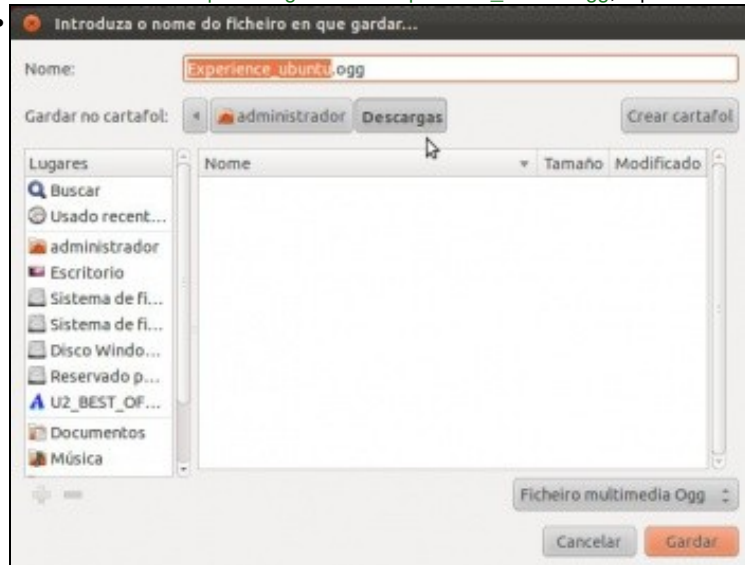 Introduza o nome do ficheiro en que gardar...
Nome:
Experience_ubuntu.ogg
Gardar no cartafol:
administrador
Descargas
Crear cartafol
Lugares
Nome
Tamaño
Modificado
Buscar
Usado recent...
administrador
Escritorio
Sistema de fi...
Sistema de fi...
Disco Windo...
Reservado p...
U2_BEST_OF...
Documentos
Música
Ficheiro multimedia Ogg
Cancelar
Gardar